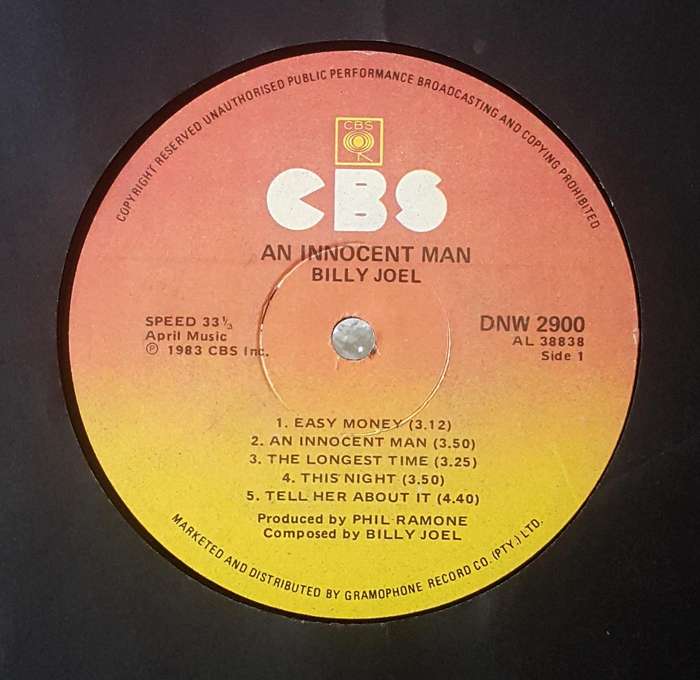 COPYRIGHT RESERVED UNAUTHORISED PUBLIC PERFORMANCE BROADCASTING AND COPYING PROHIBITED
CBS
CBS
AN INNOCENT MAN
BILLY JOEL
SPEED 33⅓
April Music
℗ 1983 CBS Inc.
DNW 2900
AL 38838
Side 1
1. EASY MONEY (3.12)
2. AN INNOCENT MAN (3.50)
3. THE LONGEST TIME (3.25)
4. THIS NIGHT (3.50)
5. TELL HER ABOUT IT (4.40)
Produced by PHIL RAMONE
Composed by BILLY JOEL
MARKETED AND DISTRIBUTED BY GRAMOPHONE RECORD CO. (PTY.) LTD.